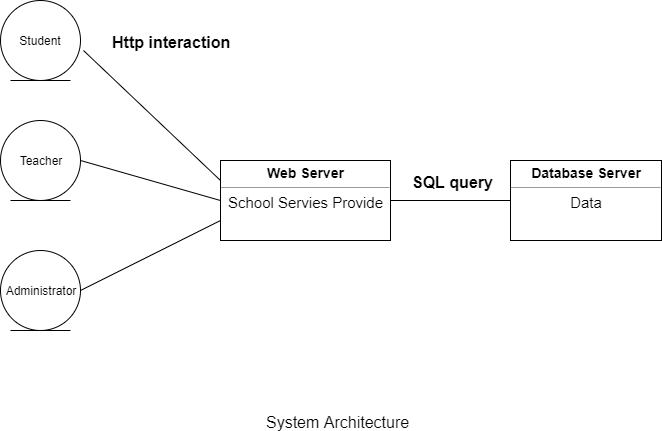 Student
Http interaction
Teacher
Administrator
Web Server
School Servies Provide
SQL query
Database Server
Data
System Architecture